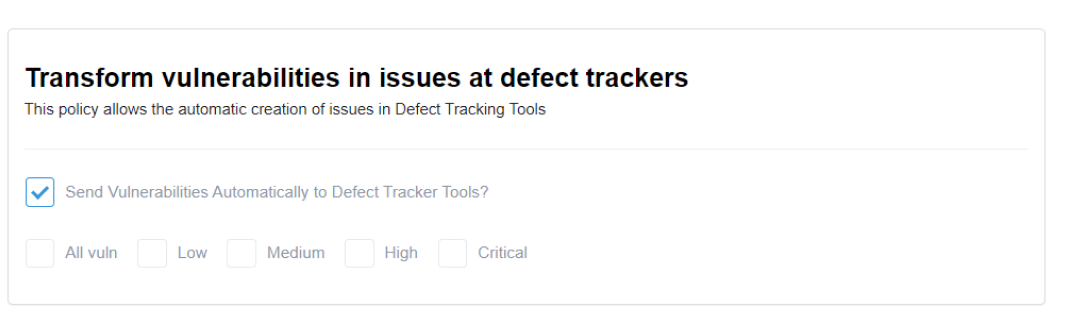 Transform vulnerabilities in issues at defect trackers
This policy allows the automatic creation of issues in Defect Tracking Tools
Send Vulnerabilities Automatically to Defect Tracker Tools?
All vuln Low Medium High Critical